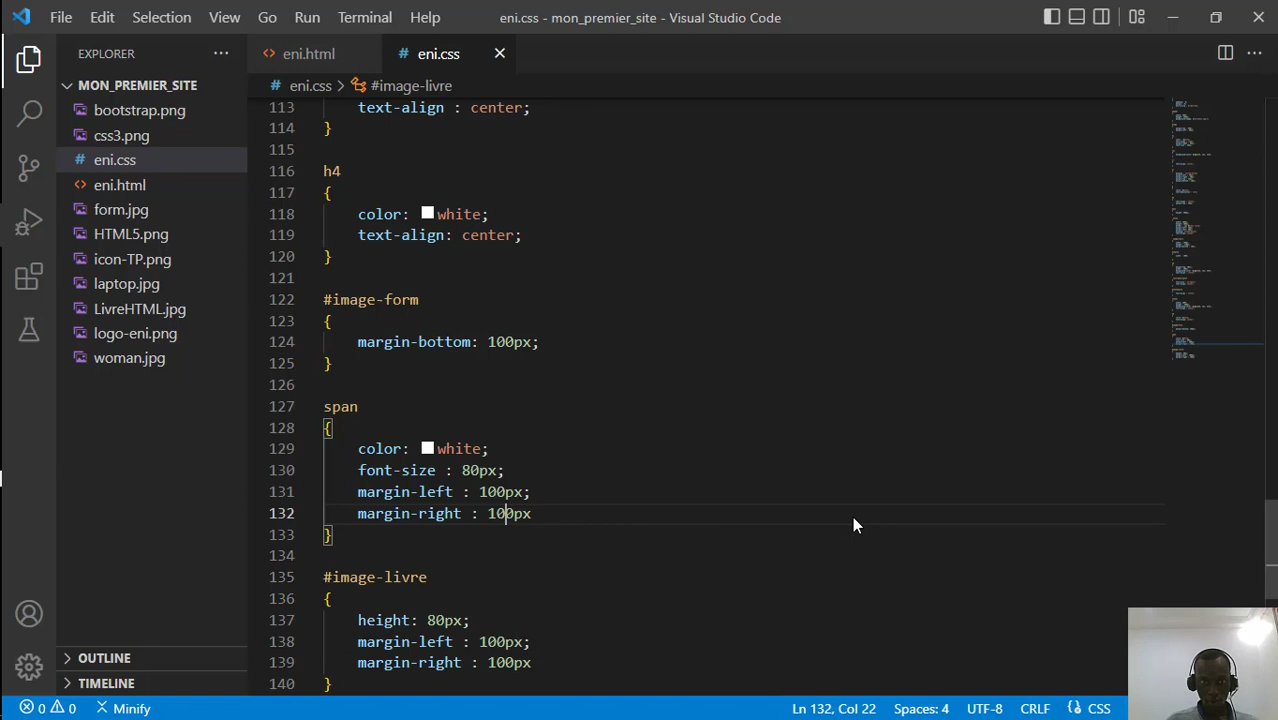 File Edit Selection View Go Run Terminal Help
eni.css - mon_premier_site - Visual Studio Code
EXPLORER
MON_PREMIER_SITE
bootstrap.png
css3.png
eni.css
eni.html
form.jpg
HTML5.png
icon-TP.png
laptop.jpg
LivreHTML.jpg
logo-eni.png
woman.jpg
OUTLINE
TIMELINE
eni.html
# eni.css
# eni.css > #image-livre
113 text-align : center;
114 }
115
116 h4
117 {
118 color: white;
119 text-align: center;
120 }
121
122 #image-form
123 {
124 margin-bottom: 100px;
125 }
126
127 span
128 {
129 color: white;
130 font-size : 80px;
131 margin-left : 100px;
132 margin-right : 100px
133 }
134
135 #image-livre
136 {
137 height: 80px;
138 margin-left : 100px;
139 margin-right : 100px
140 }
0 0 Minify
Ln 132, Col 22 Spaces: 4 UTF-8 CRLF CSS